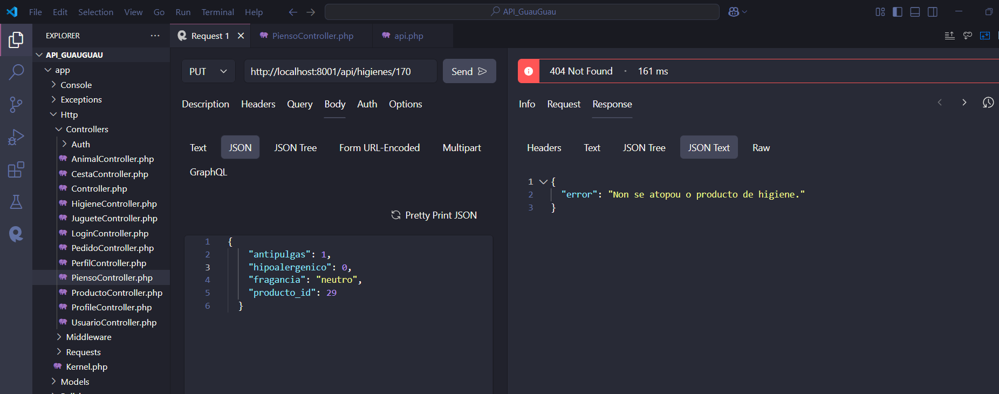 File Edit Selection View Go Run Terminal Help
API_GuauGuau
EXPLORER
API_GUAUGUAU
app
Console
Exceptions
Http
Controllers
Auth
AnimalController.php
CestaController.php
Controller.php
HigieneController.php
JugueteController.php
LoginController.php
PedidoController.php
PerfilController.php
PiensoController.php
ProductoController.php
ProfileController.php
UsuarioController.php
Middleware
Requests
Kernel.php
Models
Request 1
PiensoController.php
api.php
PUT
http://localhost:8001/api/higienes/170
Send
Description Headers Query Body Auth Options
Text JSON JSON Tree Form URL-Encoded Multipart
GraphQL
Pretty Print JSON
1 {
2 "antipulgas": 1,
3 "hipoalergenico": 0,
4 "fragancia": "neutro",
5 "producto_id": 29
6 }
404 Not Found • 161 ms
Info Request Response
Headers Text JSON Tree JSON Text Raw
1 {
2 "error": "Non se atopou o producto de higiene."
3 }